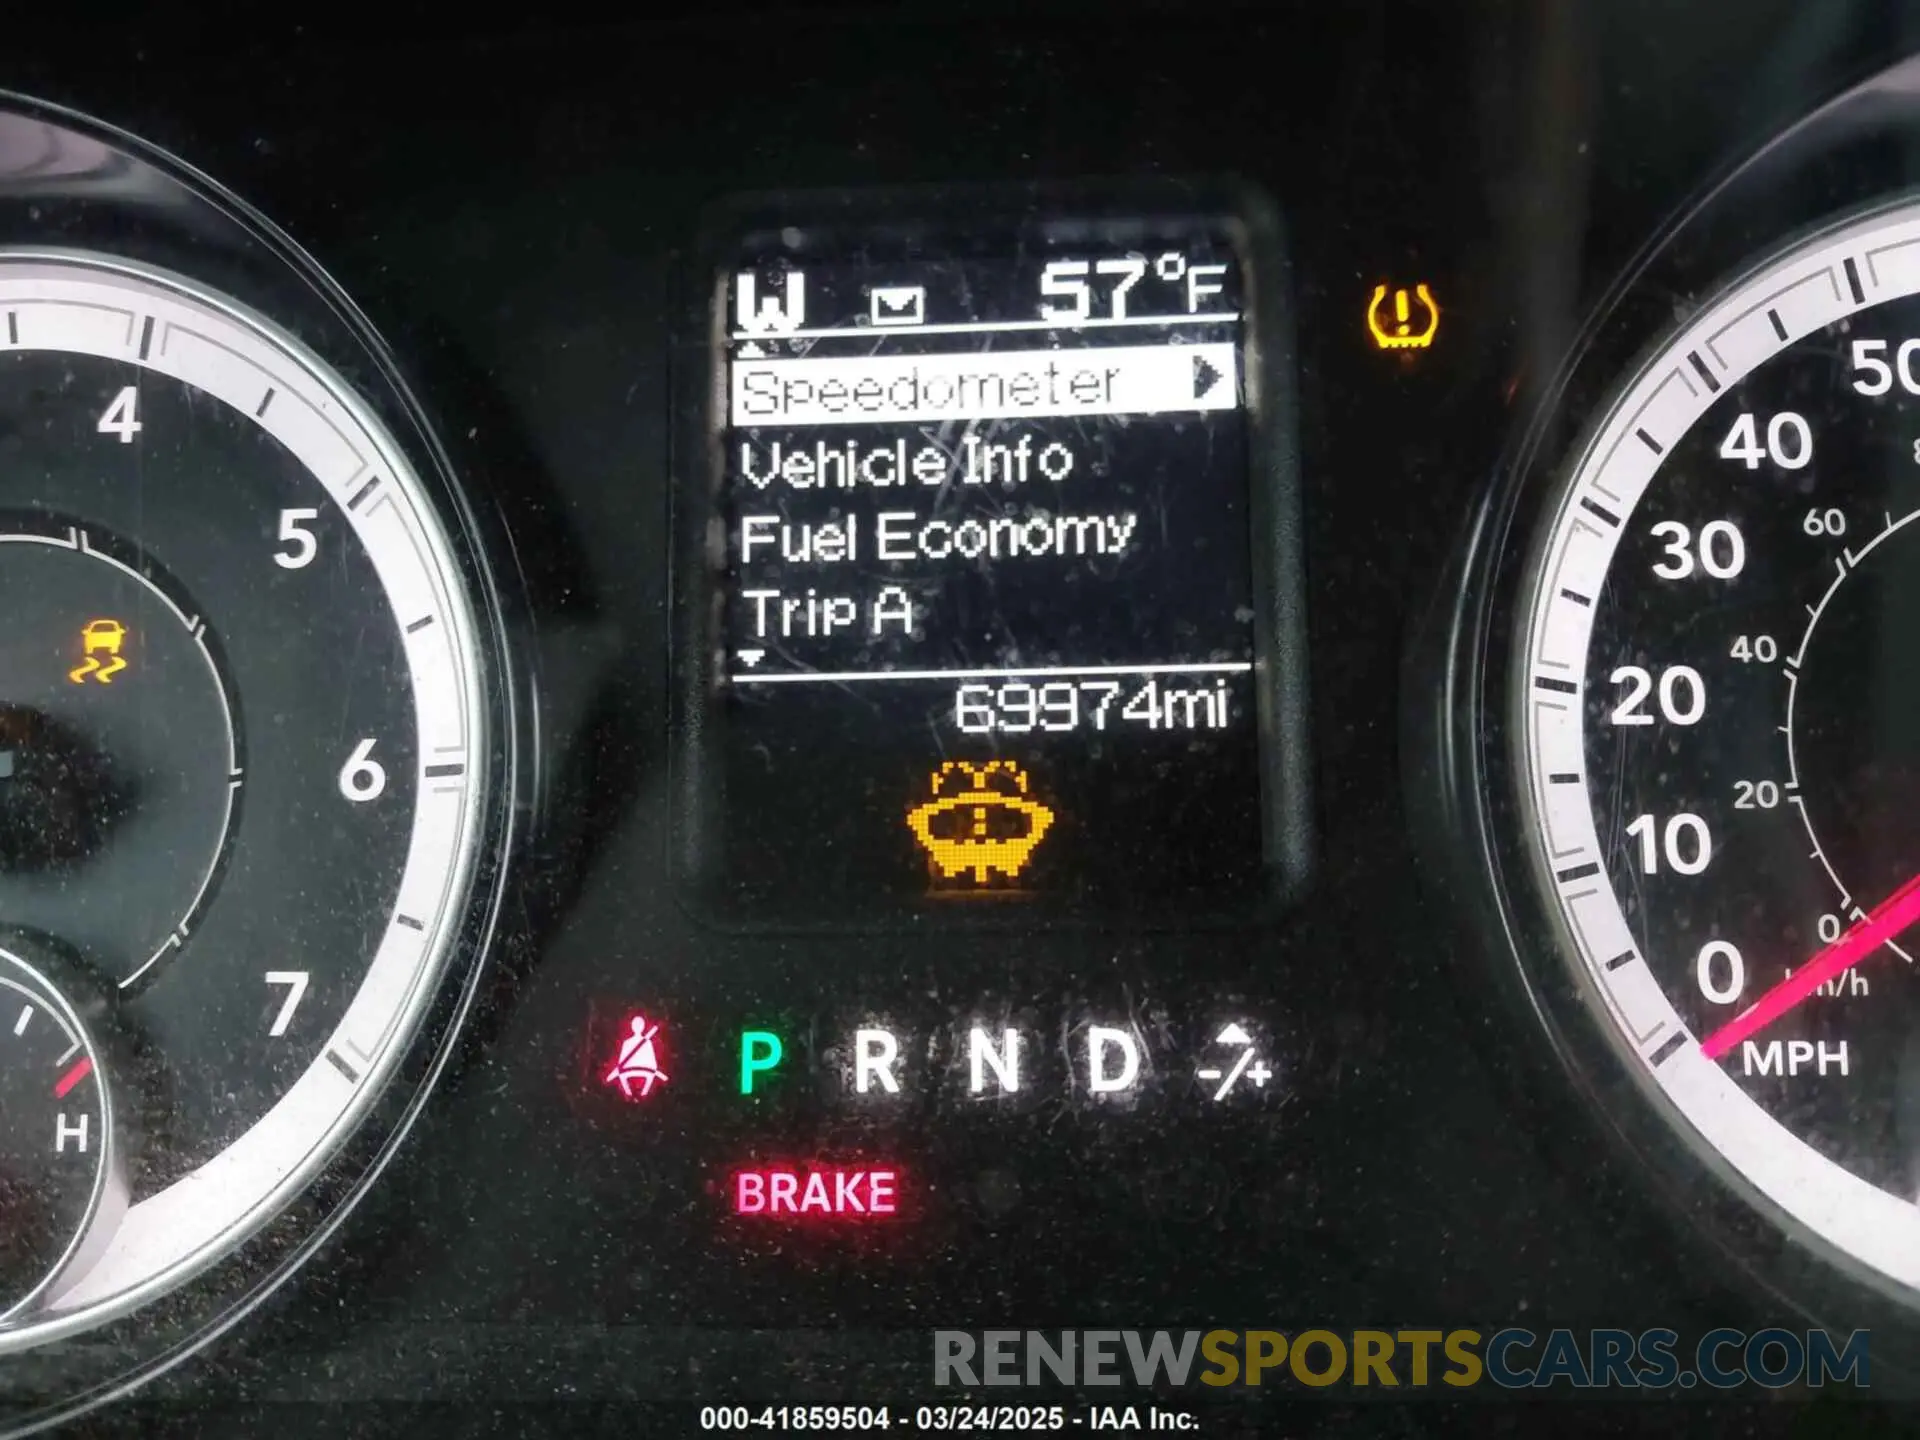 W 57°F
Speedometer
Vehicle Info
Fuel Economy
Trip A
69974mi
4
5
6
7
H
50
40
30
20
10
0
60
40
20
0
MPH
P R N D -/+
BRAKE
RENEWSPORTSCARS.COM
000-41859504 - 03/24/2025 - IAA Inc.